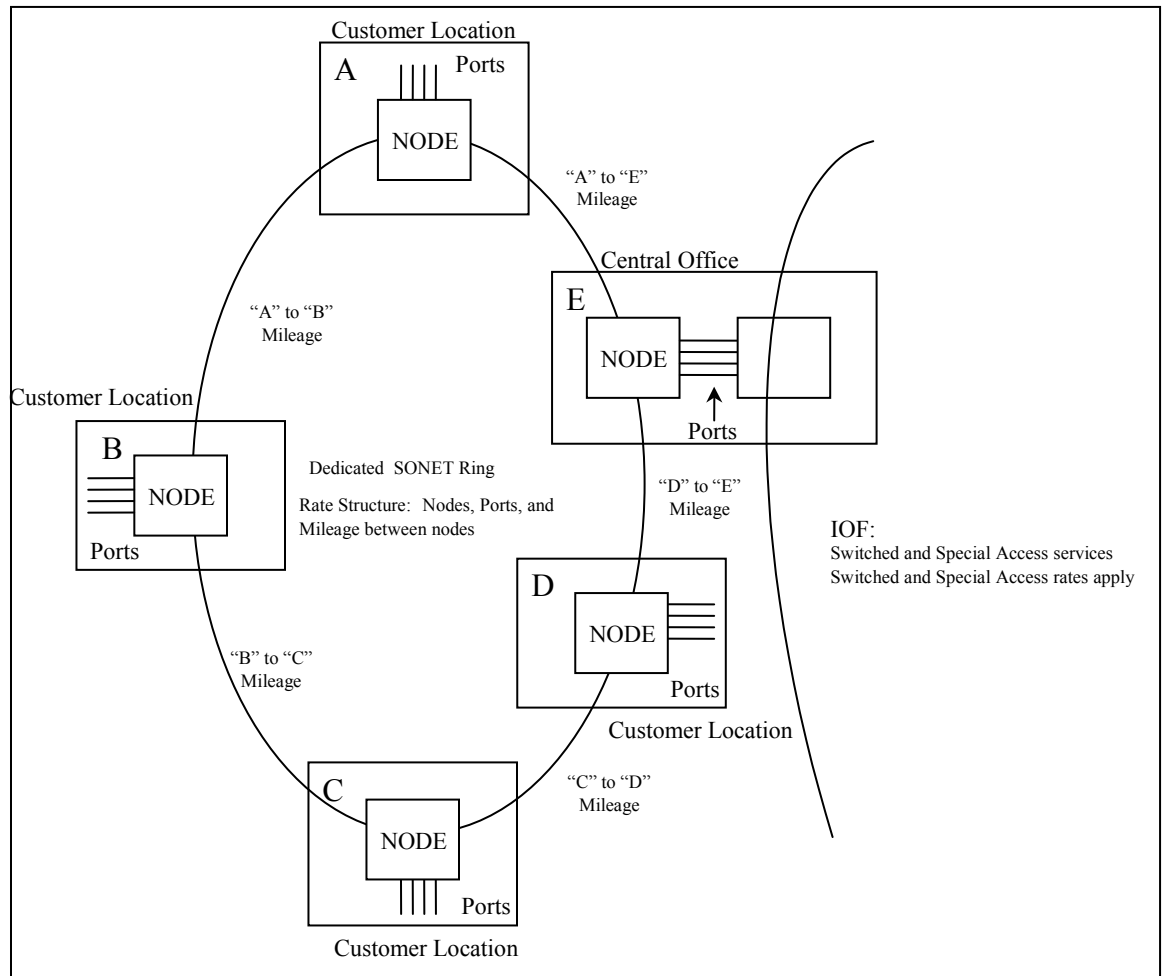 Customer Location
A
Ports
NODE
“A” to “E”
Mileage
Central Office
E
NODE
Ports
“A” to “B”
Mileage
Customer Location
B
NODE
Ports
Dedicated SONET Ring
Rate Structure: Nodes, Ports, and
Mileage between nodes
“D” to “E”
Mileage
IOF:
Switched and Special Access services
Switched and Special Access rates apply
D
NODE
Ports
Customer Location
“B” to “C”
Mileage
“C” to “D”
Mileage
C
NODE
Ports
Customer Location